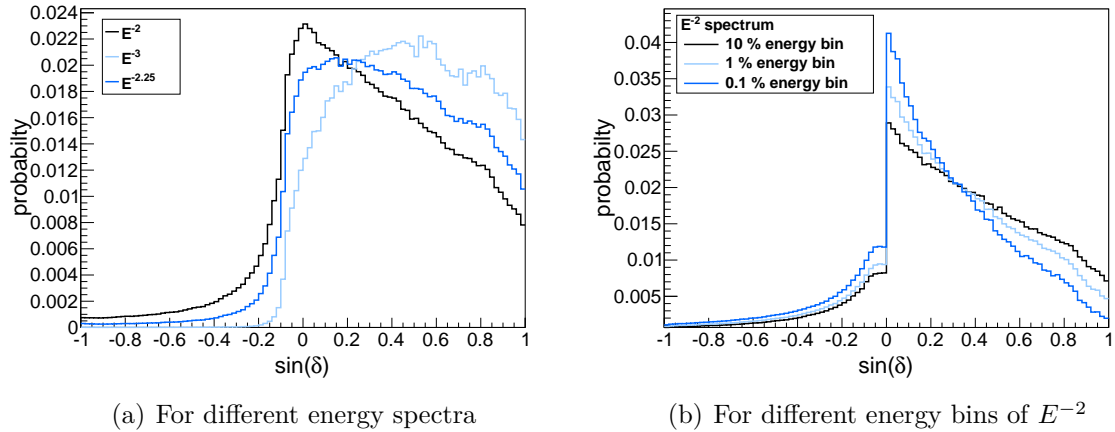 0.024
0.022
0.02
0.018
0.016
0.014
0.012
0.01
0.008
0.006
0.004
0.002
0
probabilty
E⁻²
E⁻³
E⁻²·²⁵
-1 -0.8 -0.6 -0.4 -0.2 0 0.2 0.4 0.6 0.8 1
sin(δ)
(a) For different energy spectra
0.04
0.035
0.03
0.025
0.02
0.015
0.01
0.005
probability
E⁻² spectrum
10 % energy bin
1 % energy bin
0.1 % energy bin
-1 -0.8 -0.6 -0.4 -0.2 0 0.2 0.4 0.6 0.8 1
sin(δ)
(b) For different energy bins of E⁻²